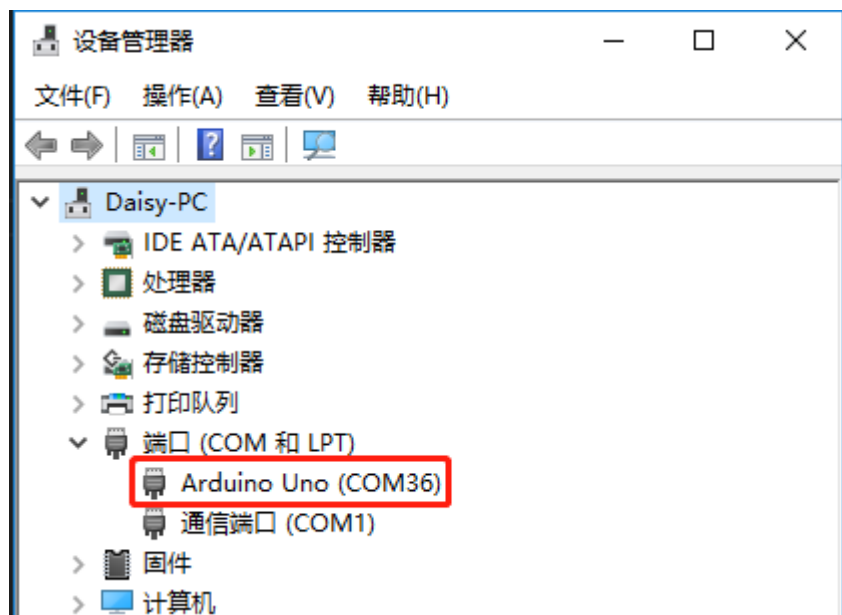 设备管理器
文件(F) 操作(A) 查看(V) 帮助(H)
Daisy-PC
IDE ATA/ATAPI 控制器
处理器
磁盘驱动器
存储控制器
打印队列
端口 (COM 和 LPT)
Arduino Uno (COM36)
通信端口 (COM1)
固件
计算机